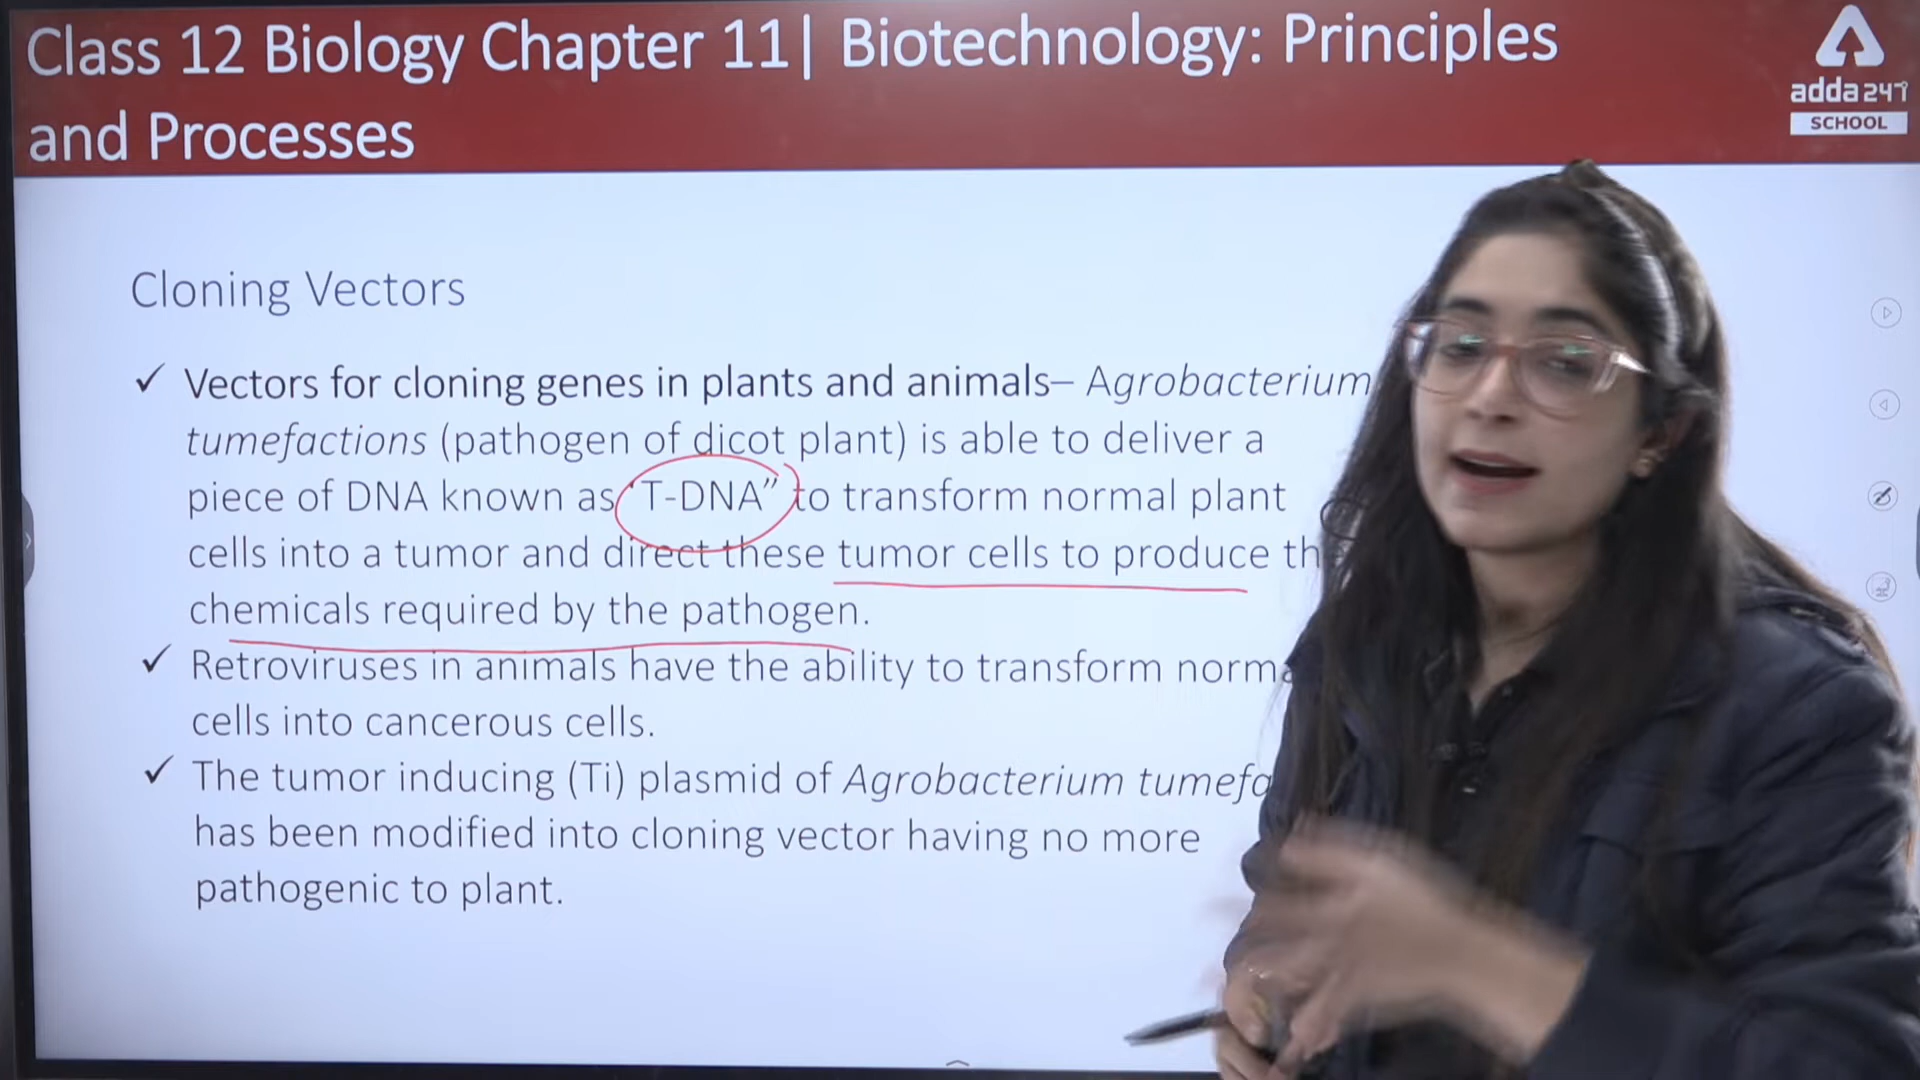 Class 12 Biology Chapter 11| Biotechnology: Principles
and Processes
adda247
SCHOOL
Cloning Vectors
✓ Vectors for cloning genes in plants and animals– Agrobacterium
tumefactions (pathogen of dicot plant) is able to deliver a
piece of DNA known as "T-DNA" to transform normal plant
cells into a tumor and direct these tumor cells to produce
chemicals required by the pathogen.
✓ Retroviruses in animals have the ability to transform
cells into cancerous cells.
✓ The tumor inducing (Ti) plasmid of Agrobacterium
has been modified into cloning vector having no more
pathogenic to plant.